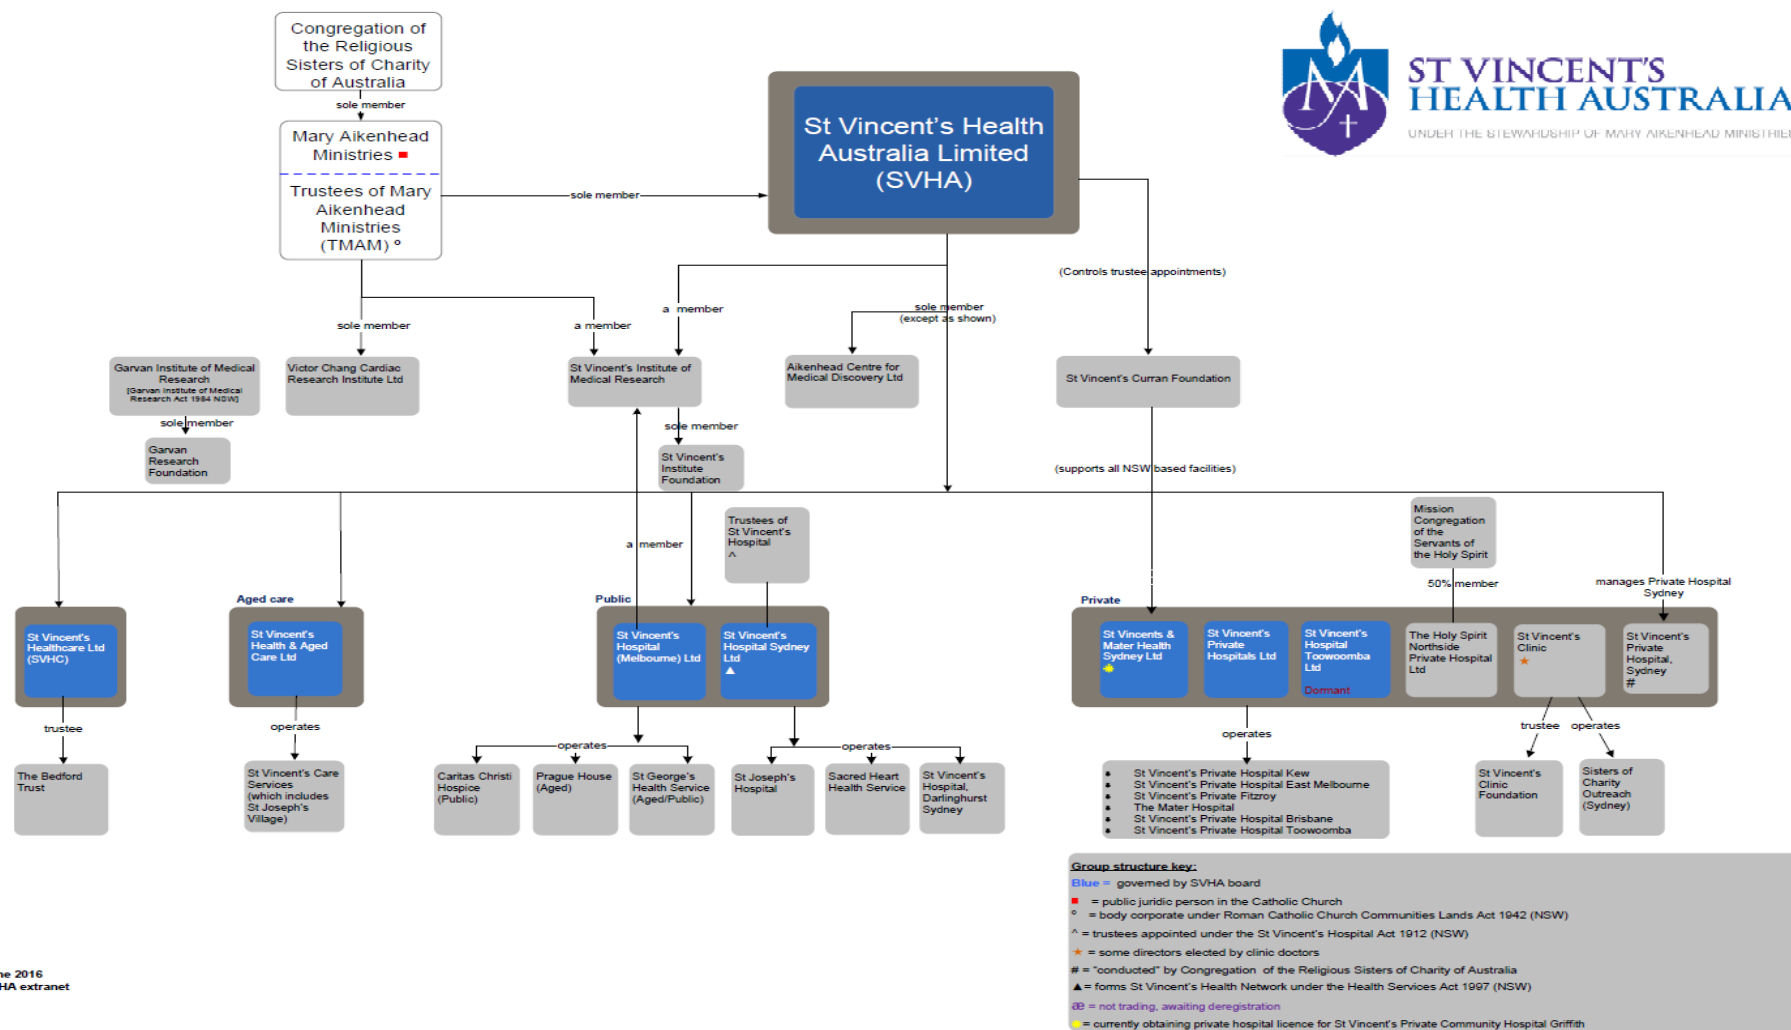 Congregation of
the Religious
Sisters of Charity
of Australia
sole member
Mary Aikenhead
Ministries ■
Trustees of Mary
Aikenhead
Ministries
(TMAM) °
sole member
St Vincent's Health
Australia Limited
(SVHA)
ST VINCENT'S
HEALTH AUSTRALIA
UNDER THE STEWARDSHIP OF MARY AIKENHEAD MINISTRIES
(Controls trustee appointments)
sole member
a member
a member
sole member
(except as shown)
Garvan Institute of Medical
Research
[Garvan Institute of Medical
Research Act 1984 NSW]
Victor Chang Cardiac
Research Institute Ltd
St Vincent's Institute of
Medical Research
Aikenhead Centre for
Medical Discovery Ltd
St Vincent's Curran Foundation
sole member
sole member
Garvan
Research
Foundation
St Vincent's
Institute
Foundation
(supports all NSW based facilities)
Trustees of
St Vincent's
Hospital
^
a member
Mission
Congregation
of the
Servants of
the Holy Spirit
50% member
manages Private Hospital
Sydney
Aged care
Public
Private
St Vincent's
Healthcare Ltd
(SVHC)
St Vincent's
Health & Aged
Care Ltd
St Vincent's
Hospital
(Melbourne) Ltd
St Vincent's
Hospital Sydney
Ltd
▲
St Vincents &
Mater Health
Sydney Ltd
St Vincent's
Private
Hospitals Ltd
St Vincent's
Hospital
Toowoomba
Ltd
Dormant
The Holy Spirit
Northside
Private Hospital
Ltd
St Vincent's
Clinic
★
St Vincent's
Private
Hospital,
Sydney
#
trustee
operates
operates
operates
operates
trustee
operates
The Bedford
Trust
St Vincent's Care
Services
(which includes
St Joseph's
Village)
Caritas Christi
Hospice
(Public)
Prague House
(Aged)
St George's
Health Service
(Aged/Public)
St Joseph's
Hospital
Sacred Heart
Health Service
St Vincent's
Hospital,
Darlinghurst
Sydney
St Vincent's Private Hospital Kew
St Vincent's Private Hospital East Melbourne
St Vincent's Private Fitzroy
The Mater Hospital
St Vincent's Private Hospital Brisbane
St Vincent's Private Hospital Toowoomba
St Vincent's
Clinic
Foundation
Sisters of
Charity
Outreach
(Sydney)
Group structure key:
Blue = governed by SVHA board
■ = public juridic person in the Catholic Church
° = body corporate under Roman Catholic Church Communities Lands Act 1942 (NSW)
^ = trustees appointed under the St Vincent's Hospital Act 1912 (NSW)
★ = some directors elected by clinic doctors
# = "conducted" by Congregation of the Religious Sisters of Charity of Australia
▲ = forms St Vincent's Health Network under the Health Services Act 1997 (NSW)
æ = not trading, awaiting deregistration
= currently obtaining private hospital licence for St Vincent's Private Community Hospital Griffith
ne 2016
HA extranet